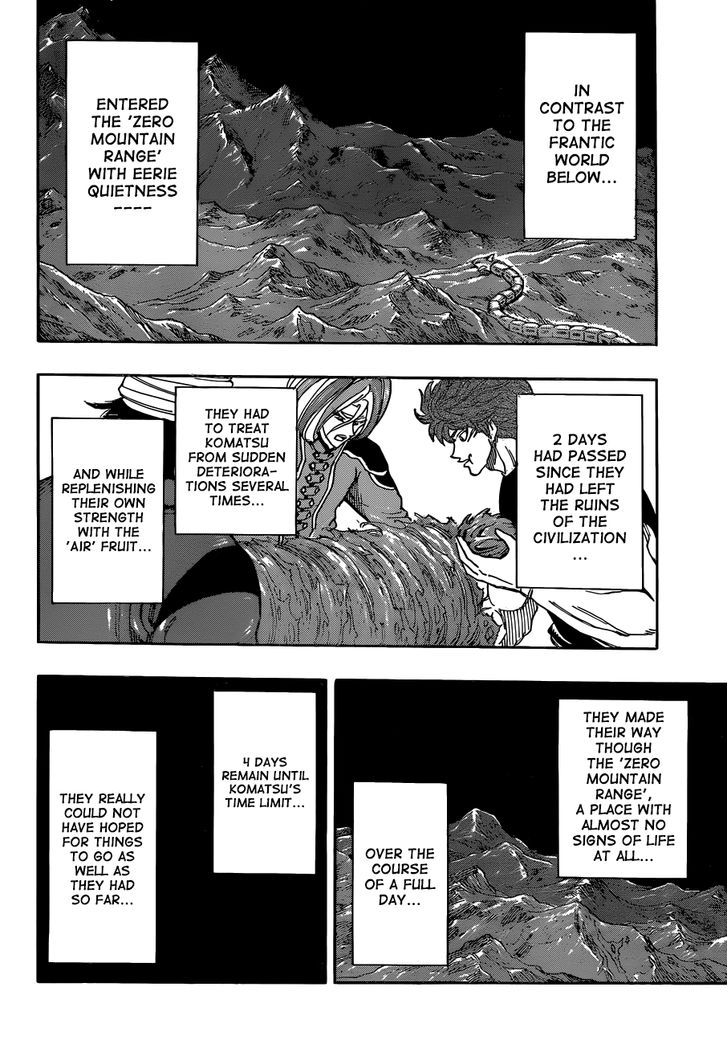 IN
CONTRAST
TO THE
FRANTIC
WORLD
BELOW...
ENTERED
THE 'ZERO
MOUNTAIN
RANGE'
WITH EERIE
QUIETNESS
----
2 DAYS
HAD PASSED
SINCE THEY
HAD LEFT
THE RUINS
OF THE
CIVILIZATION
...
THEY HAD
TO TREAT
KOMATSU
FROM SUDDEN
DETERIORA-
TIONS SEVERAL
TIMES...
AND WHILE
REPLENISHING
THEIR OWN
STRENGTH
WITH THE
'AIR' FRUIT...
THEY MADE
THEIR WAY
THOUGH
THE 'ZERO
MOUNTAIN
RANGE',
A PLACE WITH
ALMOST NO
SIGNS OF LIFE
AT ALL...
OVER THE
COURSE
OF A FULL
DAY...
4 DAYS
REMAIN UNTIL
KOMATSU'S
TIME LIMIT...
THEY REALLY
COULD NOT
HAVE HOPED
FOR THINGS
TO GO AS
WELL AS
THEY HAD
SO FAR...